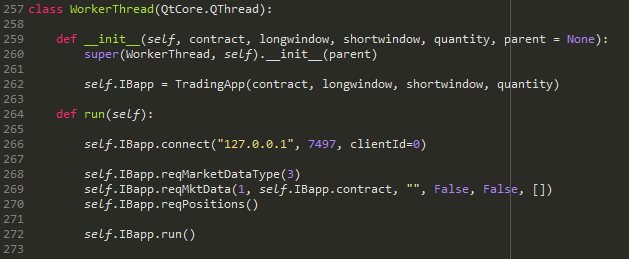 257 class WorkerThread(QtCore.QThread):
258
259     def __init__(self, contract, longwindow, shortwindow, quantity, parent = None):
260         super(WorkerThread, self).__init__(parent)
261
262         self.IBapp = TradingApp(contract, longwindow, shortwindow, quantity)
263
264     def run(self):
265
266         self.IBapp.connect("127.0.0.1", 7497, clientId=0)
267
268         self.IBapp.reqMarketDataType(3)
269         self.IBapp.reqMktData(1, self.IBapp.contract, "", False, False, [])
270         self.IBapp.reqPositions()
271
272         self.IBapp.run()
273